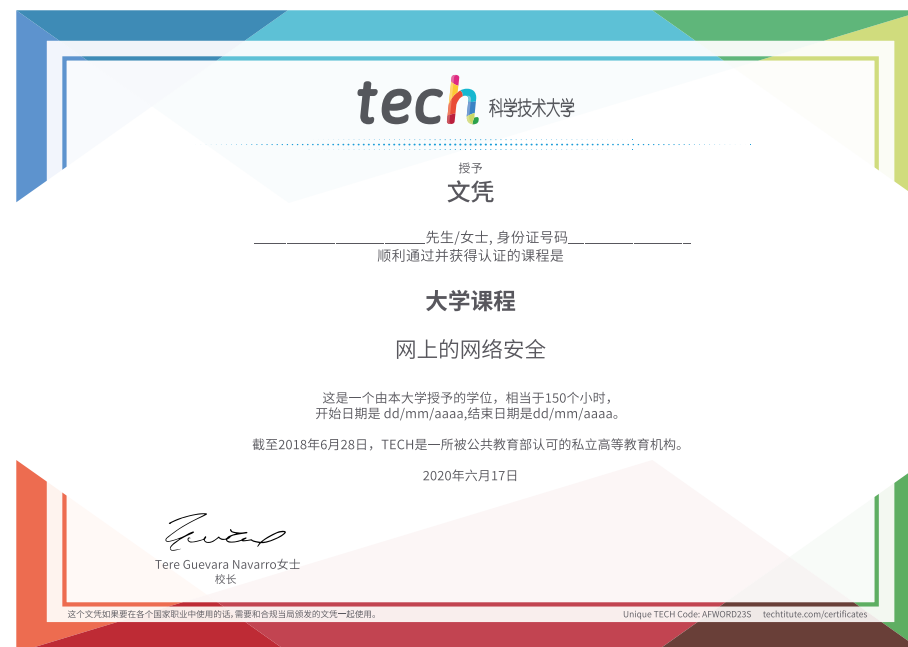 tech 科学技术大学
授予
文凭
______________________先生/女士, 身份证号码________________
顺利通过并获得认证的课程是
大学课程
网上的网络安全
这是一个由本大学授予的学位，相当于150个小时，
开始日期是 dd/mm/aaaa,结束日期是dd/mm/aaaa。
截至2018年6月28日，TECH是一所被公共教育部认可的私立高等教育机构。
2020年六月17日
Tere Guevara Navarro女士
校长
这个文凭如果要在各个国家职业中使用的话,需要和合规当局颁发的文凭一起使用。
Unique TECH Code: AFWORD23S techtitute.com/certificates